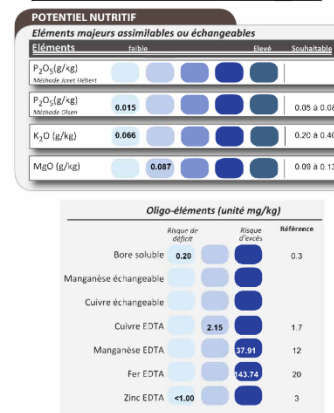 POTENTIEL NUTRITIF
Eléments majeurs assimilables ou échangeables
Eléments faible Elevé Souhaitable
P2O5(g/kg)
Méthode Joret Hébert
P2O5(g/kg) 0.015 0.05 à 0.08
Méthode Olsen
K2O (g/kg) 0.066 0.20 à 0.40
MgO (g/kg) 0.087 0.09 à 0.13
Oligo-éléments (unité mg/kg)
Risque de déficit Risque d'excés Référence
Bore soluble 0.20 0.3
Manganèse échangeable
Cuivre échangeable
Cuivre EDTA 2.15 1.7
Manganèse EDTA 37.91 12
Fer EDTA 143.74 20
Zinc EDTA <1.00 3